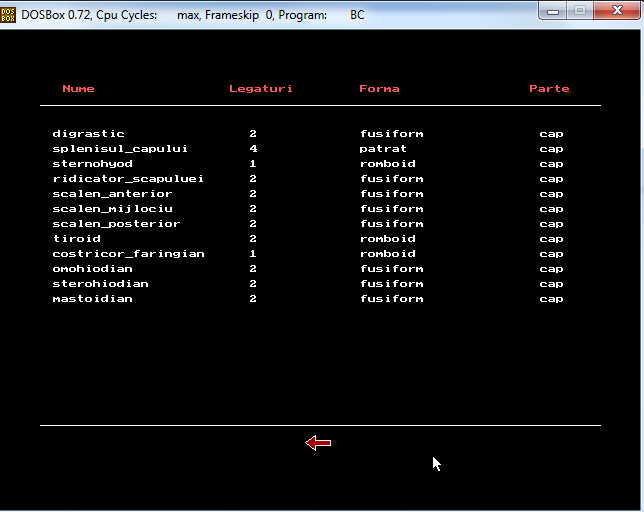 DOS BOX DOSBox 0.72, Cpu Cycles: max, Frameskip 0, Program: BC
Nume Legaturi Forma Parte
digrastic 2 fusiform cap
splenisul_capului 4 patrat cap
sternohyod 1 romboid cap
ridicator_scapuluei 2 fusiform cap
scalen_anterior 2 fusiform cap
scalen_mijlociu 2 fusiform cap
scalen_posterior 2 fusiform cap
tiroid 2 romboid cap
costricor_faringian 1 romboid cap
omohiodian 2 fusiform cap
sterohiodian 2 fusiform cap
mastoidian 2 fusiform cap